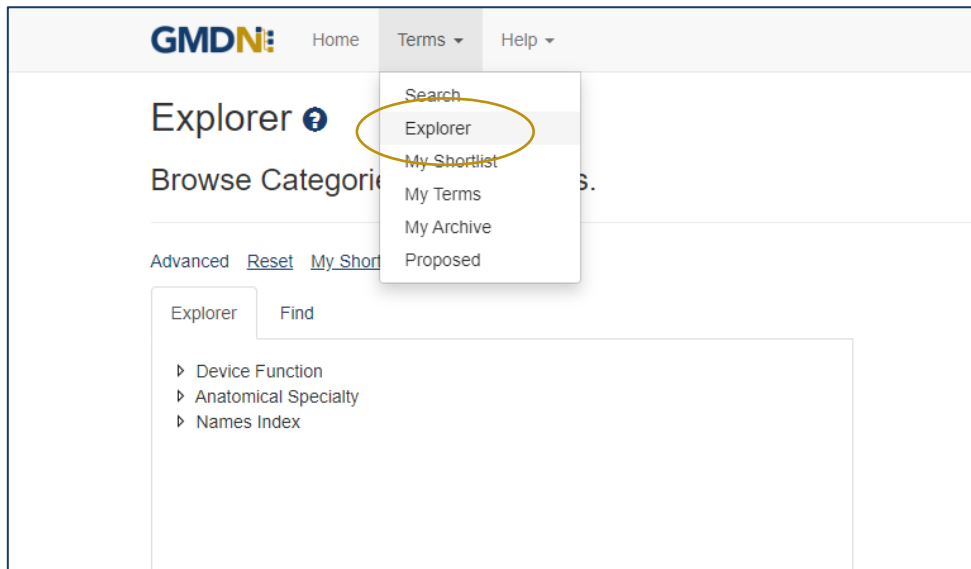 GMDN Home Terms Help
Search
Explorer
Explorer
My Shortlist
Browse Categorie s.
My Terms
My Archive
Advanced Reset My Short Proposed
Explorer Find
Device Function
Anatomical Specialty
Names Index